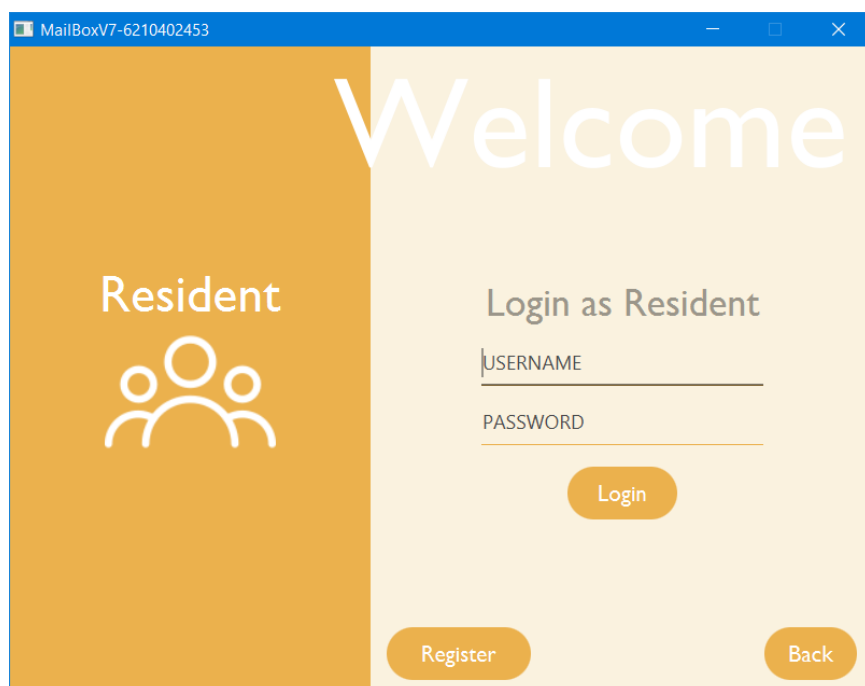 MailBoxV7-6210402453
Welcome
Resident
Login as Resident
USERNAME
PASSWORD
Login
Register
Back